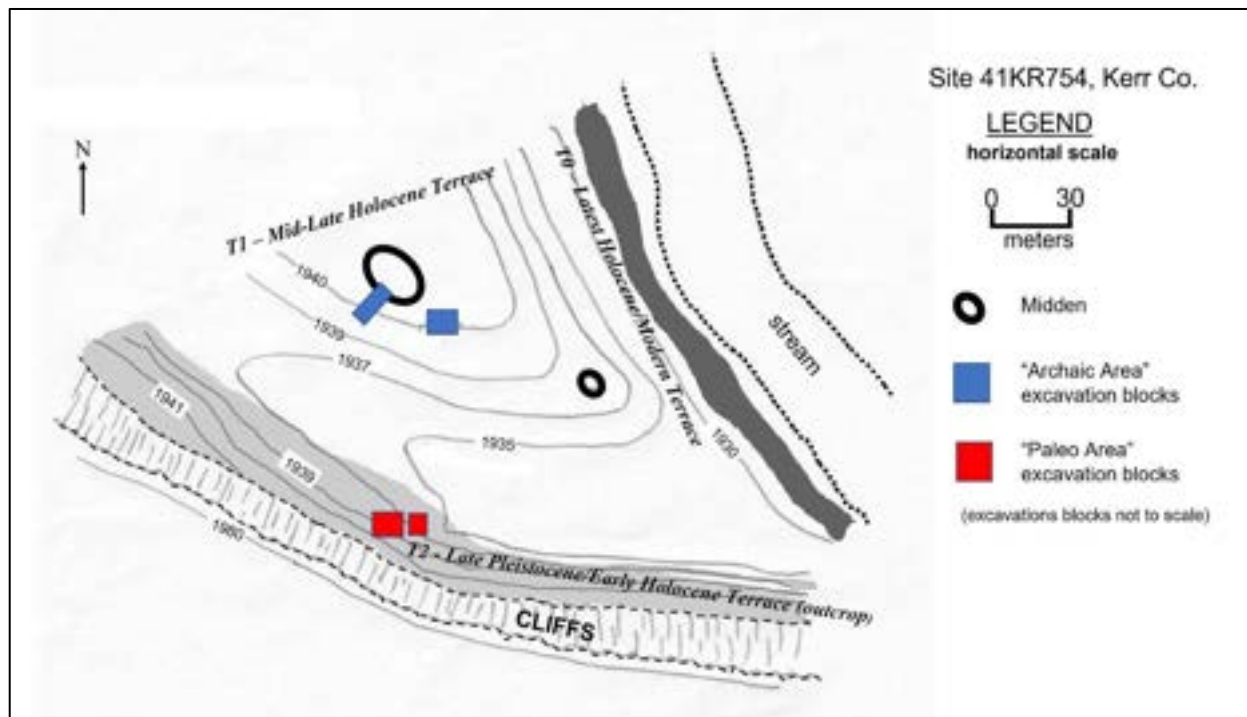 Site 41KR754, Kerr Co.
LEGEND
horizontal scale
0 30
meters
Midden
"Archaic Area"
excavation blocks
"Paleo Area"
excavation blocks
(excavations blocks not to scale)
N
T1 – Mid-Late Holocene Terrace
T0 – Latest Holocene/Modern Terrace
stream
1940
1939
1937
1935
1930
1941
1939
1960
T2 - Late Pleistocene/Early Holocene Terrace (outcrop)
CLIFFS